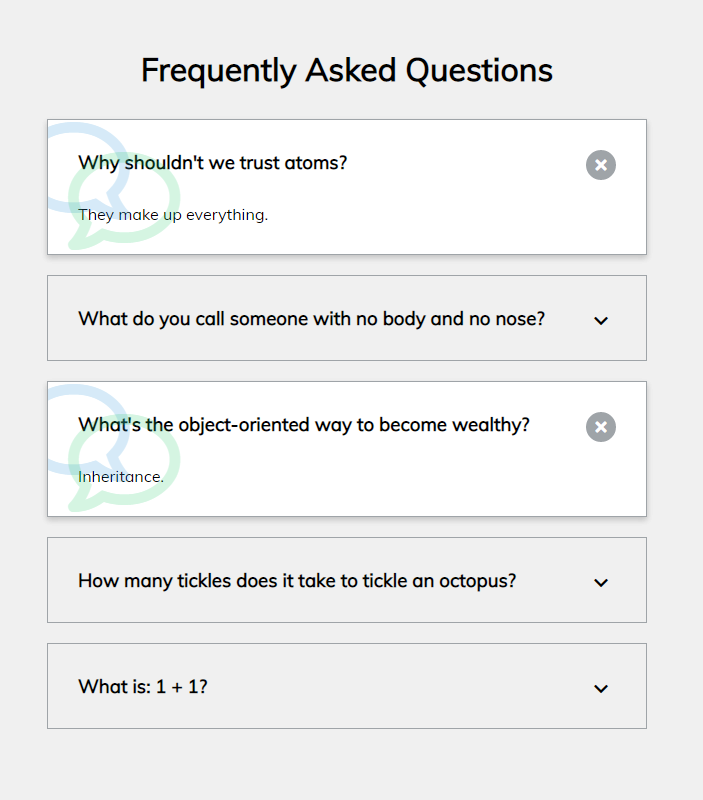 Frequently Asked Questions
Why shouldn't we trust atoms?
They make up everything.
What do you call someone with no body and no nose?
What's the object-oriented way to become wealthy?
Inheritance.
How many tickles does it take to tickle an octopus?
What is: 1 + 1?